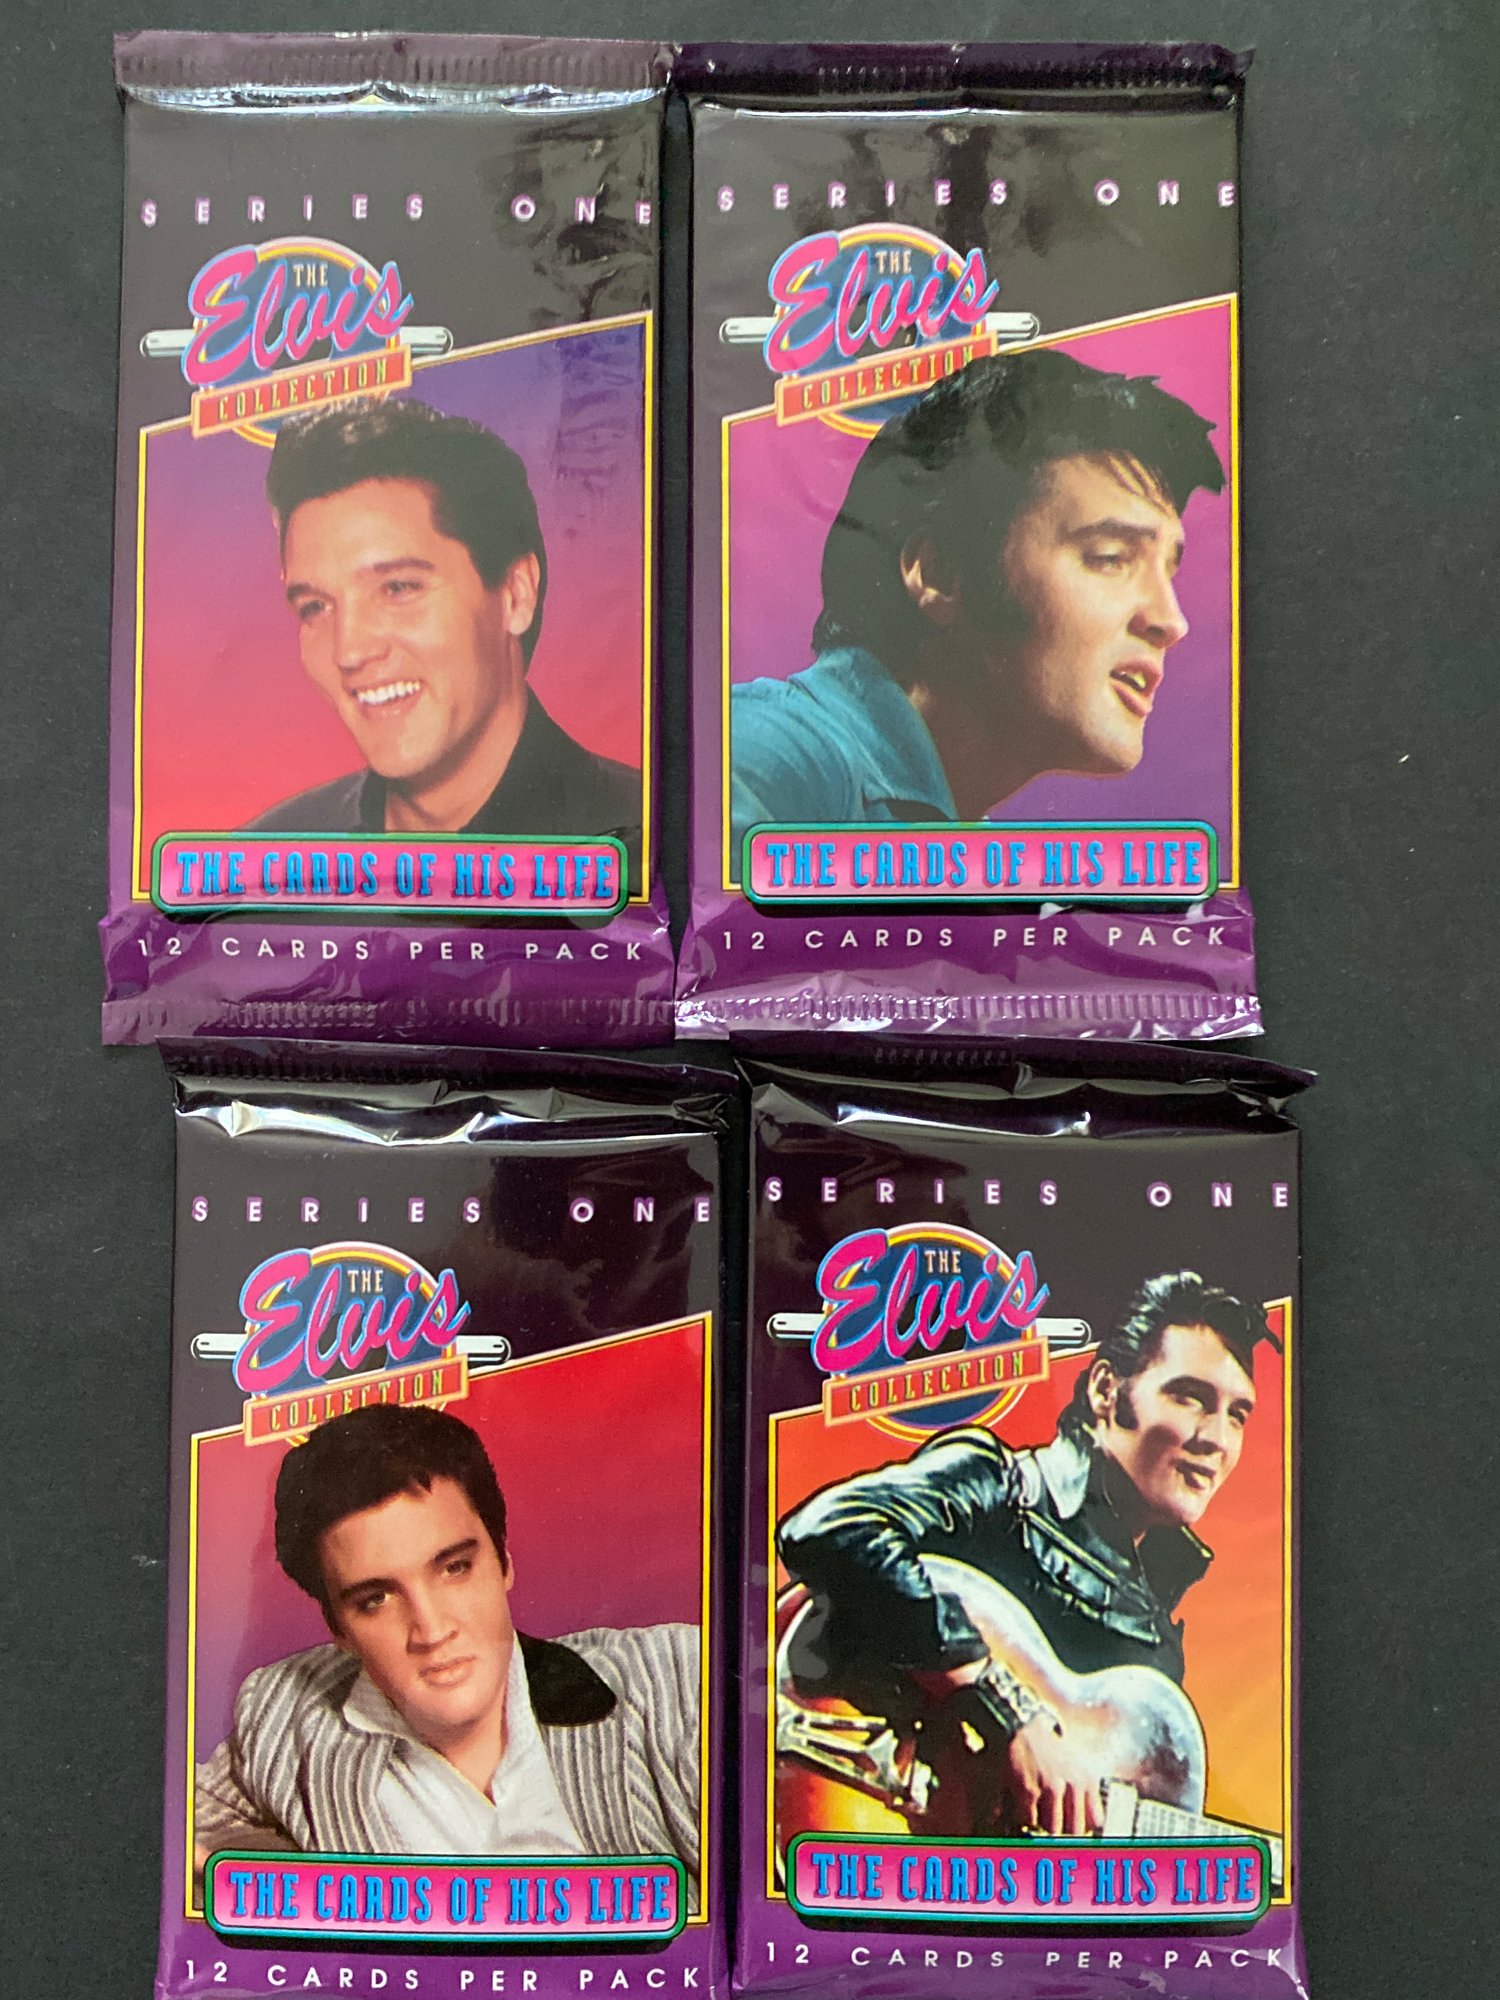 SERIES ONE
THE
Elvis
COLLECTION
THE CARDS OF HIS LIFE
12 CARDS PER PACK
SERIES ONE
THE
Elvis
COLLECTION
THE CARDS OF HIS LIFE
12 CARDS PER PACK
SERIES ONE
THE
Elvis
COLLECTION
THE CARDS OF HIS LIFE
12 CARDS PER PACK
SERIES ONE
THE
Elvis
COLLECTION
THE CARDS OF HIS LIFE
12 CARDS PER PACK